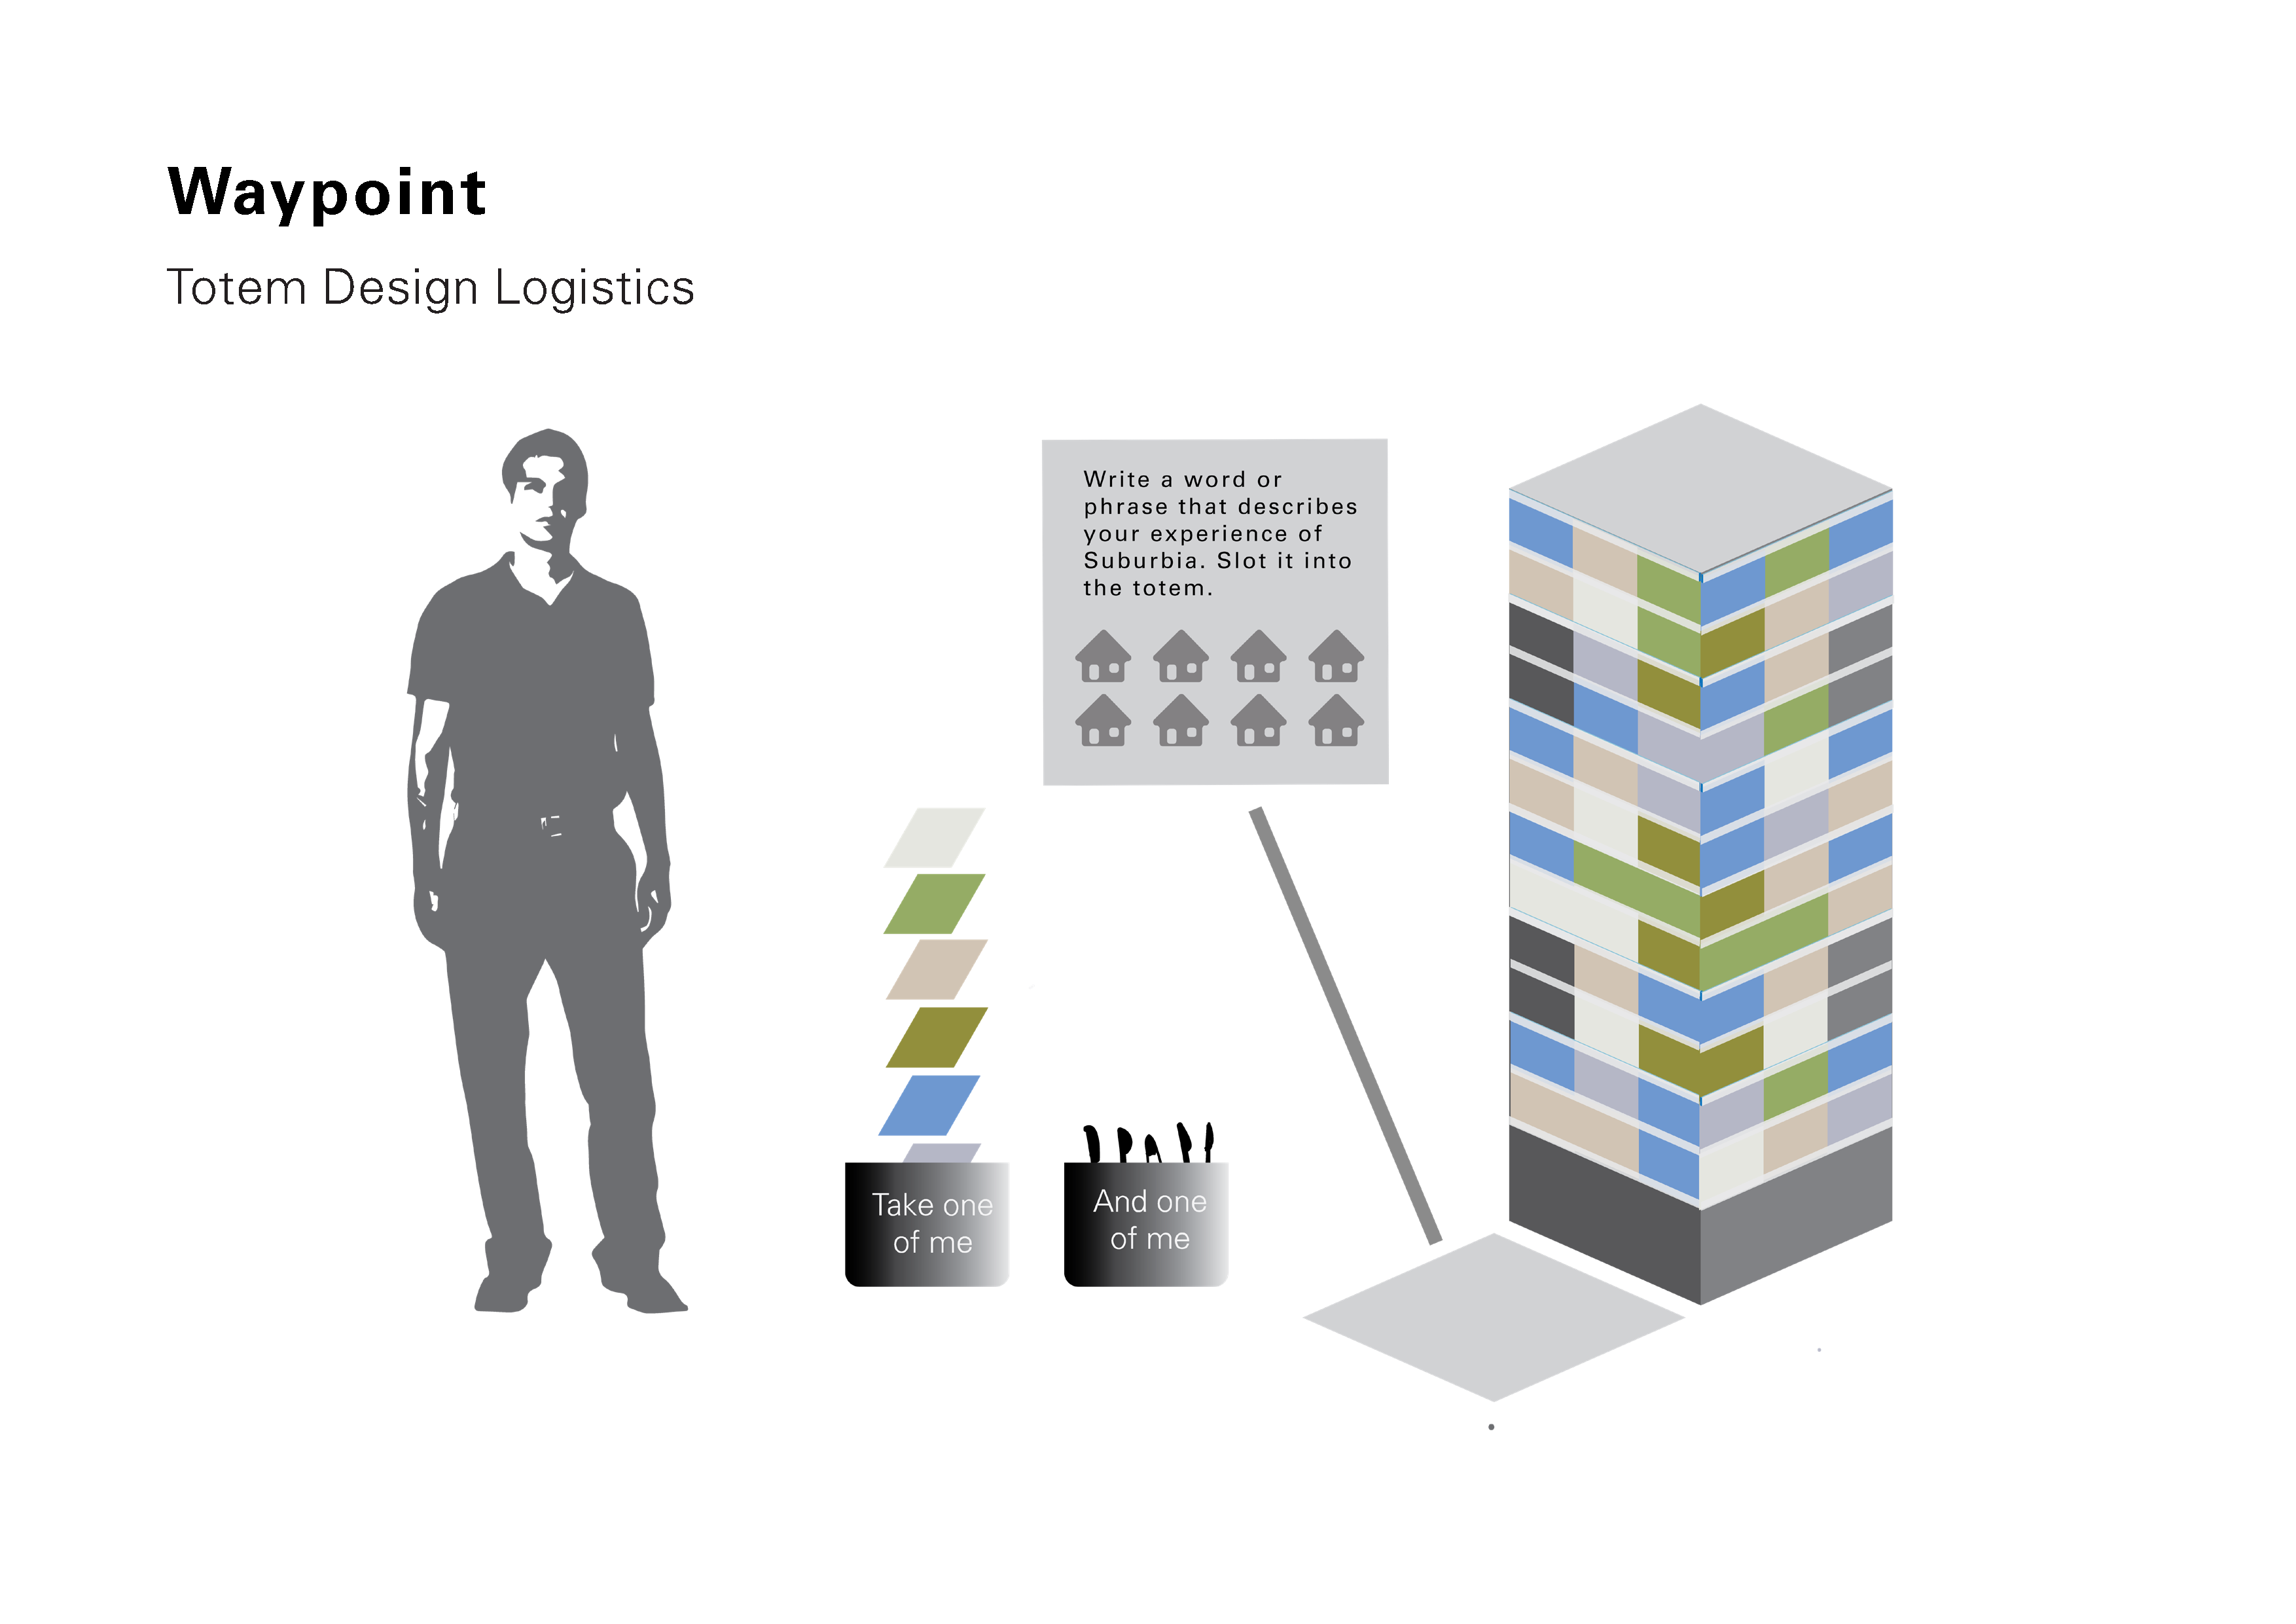 Waypoint
Totem Design Logistics
Write a word or
phrase that describes
your experience of
Suburbia. Slot it into
the totem.
Take one
of me
And one
of me